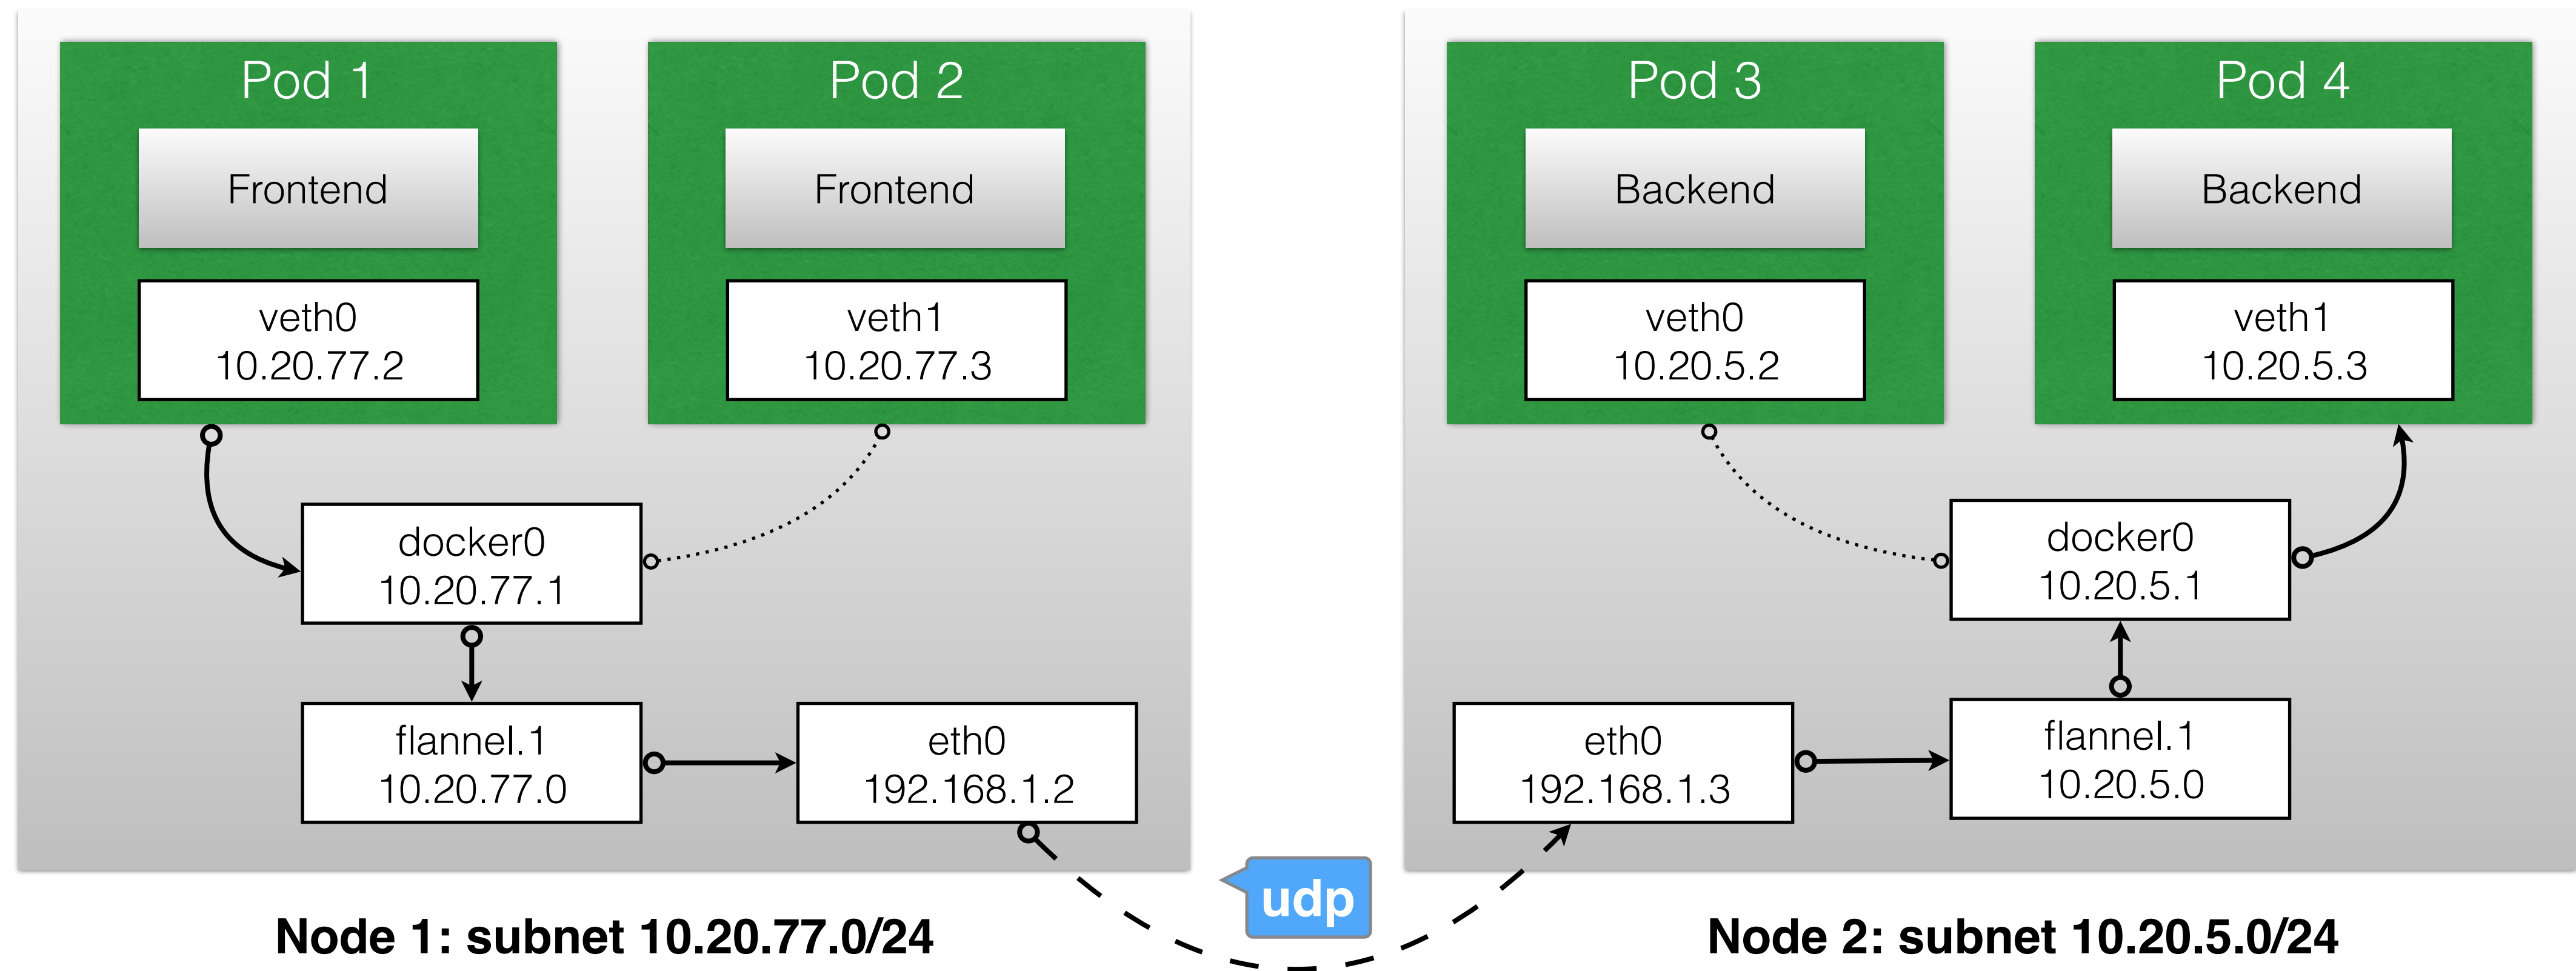 Pod 1
Frontend
veth0
10.20.77.2
Pod 2
Frontend
veth1
10.20.77.3
docker0
10.20.77.1
flannel.1
10.20.77.0
eth0
192.168.1.2
Node 1: subnet 10.20.77.0/24
udp
Pod 3
Backend
veth0
10.20.5.2
Pod 4
Backend
veth1
10.20.5.3
docker0
10.20.5.1
eth0
192.168.1.3
flannel.1
10.20.5.0
Node 2: subnet 10.20.5.0/24